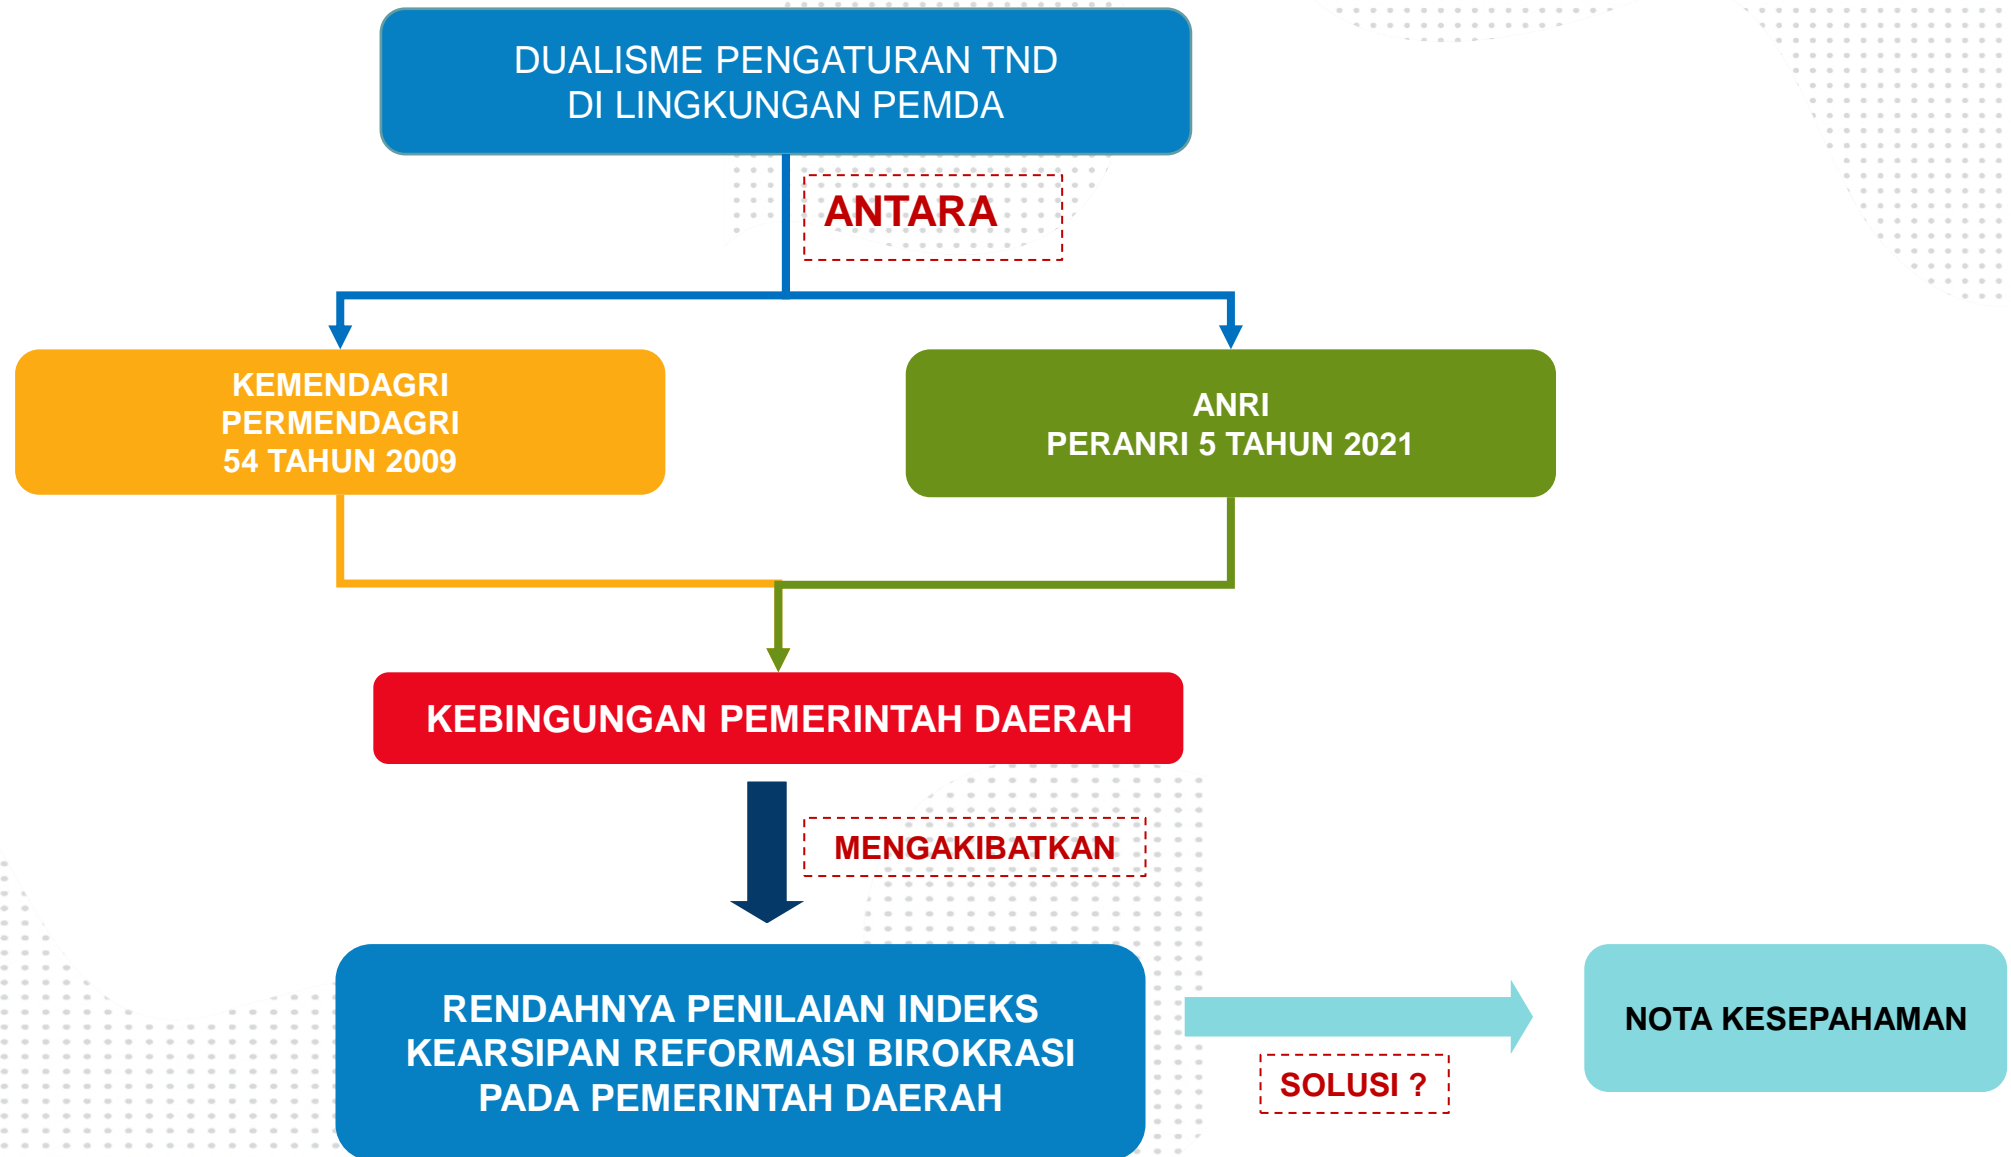 DUALISME PENGATURAN TND
DI LINGKUNGAN PEMDA
ANTARA
KEMENDAGRI
PERMENDAGRI
54 TAHUN 2009
ANRI
PERANRI 5 TAHUN 2021
KEBINGUNGAN PEMERINTAH DAERAH
MENGAKIBATKAN
RENDAHNYA PENILAIAN INDEKS
KEARSIPAN REFORMASI BIROKRASI
PADA PEMERINTAH DAERAH
SOLUSI ?
NOTA KESEPAHAMAN